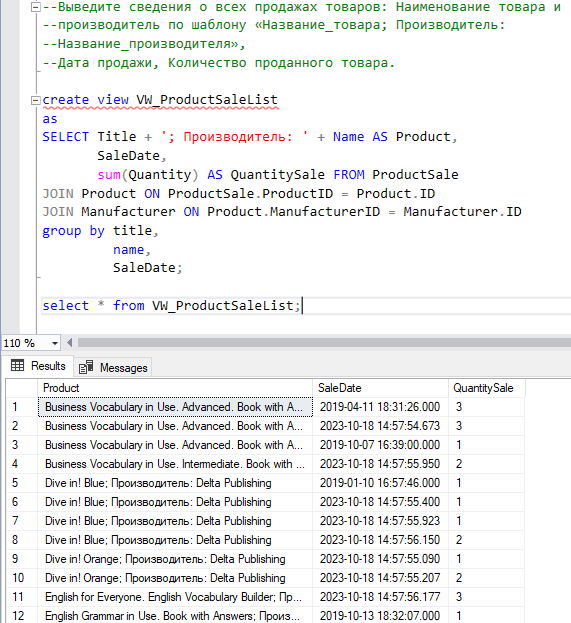 --Выведите сведения о всех продажах товаров: Наименование товара и
--производитель по шаблону «Название_товара; Производитель:
--Название_производителя»,
--Дата продажи, Количество проданного товара.
create view VW_ProductSaleList
as
SELECT Title + '; Производитель: ' + Name AS Product,
SaleDate,
sum(Quantity) AS QuantitySale FROM ProductSale
JOIN Product ON ProductSale.ProductID = Product.ID
JOIN Manufacturer ON Product.ManufacturerID = Manufacturer.ID
group by title,
name,
SaleDate;
select * from VW_ProductSaleList;
110 %
Results Messages
Product SaleDate QuantitySale
1 Business Vocabulary in Use. Advanced. Book with A... 2019-04-11 18:31:26.000 3
2 Business Vocabulary in Use. Advanced. Book with A... 2023-10-18 14:57:54.673 3
3 Business Vocabulary in Use. Advanced. Book with A... 2019-10-07 16:39:00.000 1
4 Business Vocabulary in Use. Intermediate. Book with ... 2023-10-18 14:57:55.950 2
5 Dive in! Blue; Производитель: Delta Publishing 2019-01-10 16:57:46.000 1
6 Dive in! Blue; Производитель: Delta Publishing 2023-10-18 14:57:55.400 1
7 Dive in! Blue; Производитель: Delta Publishing 2023-10-18 14:57:55.923 1
8 Dive in! Blue; Производитель: Delta Publishing 2023-10-18 14:57:56.150 2
9 Dive in! Orange; Производитель: Delta Publishing 2023-10-18 14:57:55.090 1
10 Dive in! Orange; Производитель: Delta Publishing 2023-10-18 14:57:55.207 2
11 English for Everyone. English Vocabulary Builder; Пр... 2023-10-18 14:57:56.177 3
12 English Grammar in Use. Book with Answers; Произ... 2019-10-13 18:32:07.000 1